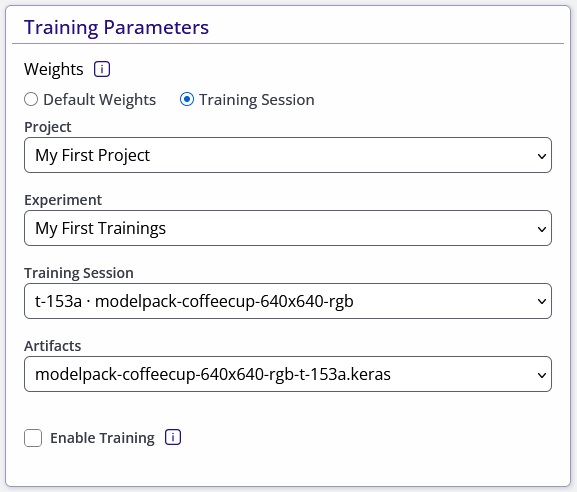 Training Parameters
Weights i
Default Weights Training Session
Project
My First Project
Experiment
My First Trainings
Training Session
t-153a · modelpack-coffeecup-640x640-rgb
Artifacts
modelpack-coffeecup-640x640-rgb-t-153a.keras
Enable Training i